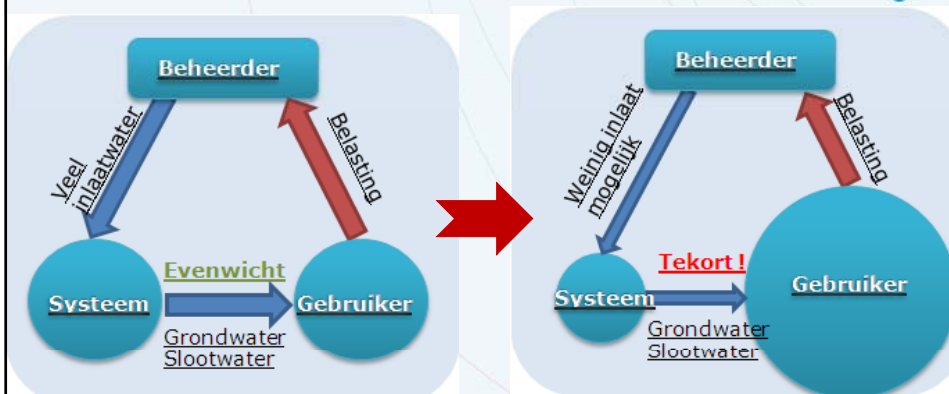 Beheerder
Veel
inlaatwater
Belasting
Evenwicht
Systeem
Gebruiker
Grondwater
Slootwater
Beheerder
Weinig inlaat
mogelijk
Belasting
Tekort !
Systeem
Gebruiker
Grondwater
Slootwater